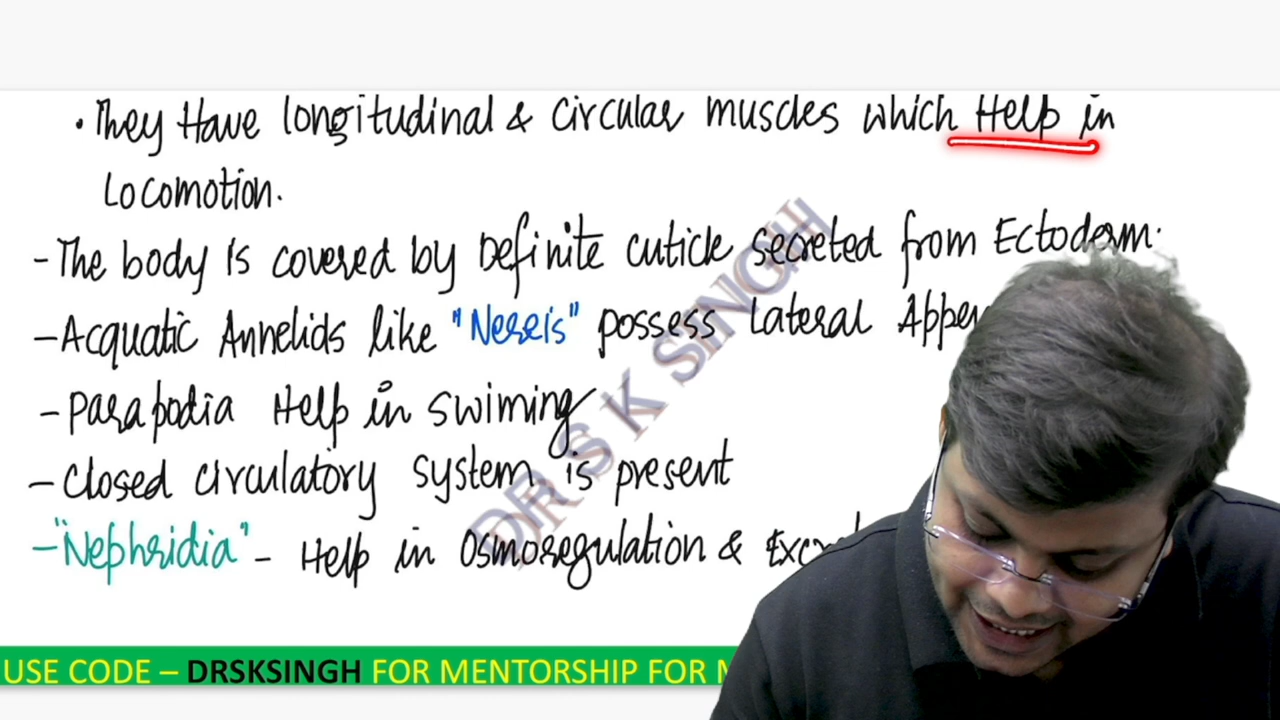 • They Have longitudinal & Circular muscles which Help in
Locomotion.
- The body is covered by Definite cuticle secreted from Ectoderm.
- Acquatic Annelids like "Nereis" possess Lateral
- Parapodia Help in swiming
- Closed circulatory system is present
- "Nephridia" - Help in Osmoregulation &
DR S K SINGH
USE CODE – DRSKSINGH FOR MENTORSHIP FOR